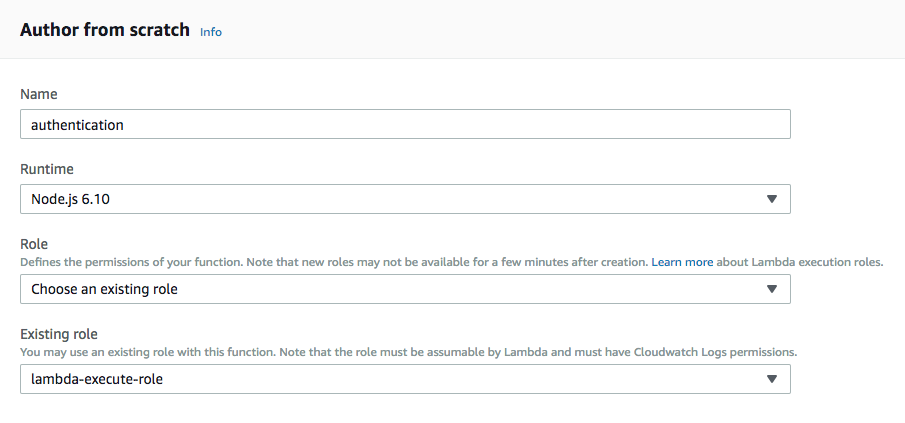 Author from scratch Info
Name
authentication
Runtime
Node.js 6.10
Role
Defines the permissions of your function. Note that new roles may not be available for a few minutes after creation. Learn more about Lambda execution roles.
Choose an existing role
Existing role
You may use an existing role with this function. Note that the role must be assumable by Lambda and must have Cloudwatch Logs permissions.
lambda-execute-role